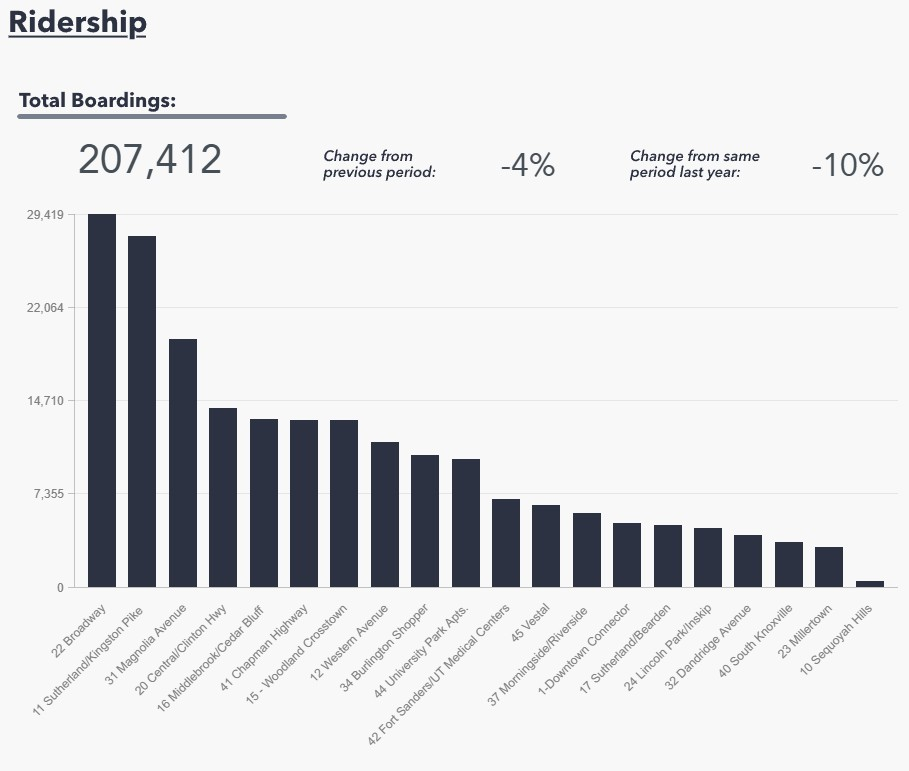 Ridership
Total Boardings:
207,412
Change from
previous period:
-4%
Change from same
period last year:
-10%
29,419
22,064
14,710
7,355
0
22 Broadway
11 Sutherland/Kingston Pike
31 Magnolia Avenue
20 Central/Clinton Hwy
16 Middlebrook/Cedar Bluff
41 Chapman Highway
15 - Woodland Crosstown
12 Western Avenue
34 Burlington Shopper
44 University Park Apts.
42 Fort Sanders/UT Medical Centers
45 Vestal
37 Morningside/Riverside
1-Downtown Connector
17 Sutherland/Bearden
24 Lincoln Park/Inskip
32 Dandridge Avenue
40 South Knoxville
23 Millertown
10 Sequoyah Hills